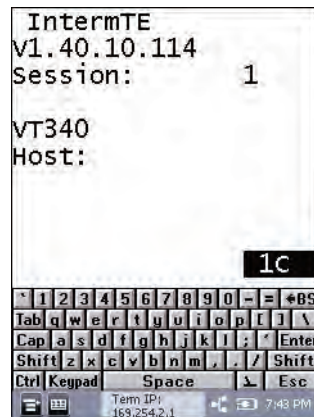 IntermTE
V1.40.10.114
Session: 1
VT340
Host:
1C
` 1 2 3 4 5 6 7 8 9 0 - = ←BS
Tab q w e r t y u i o p [ ] \
Cap a s d f g h j k l ; ' Enter
Shift z x c v b n m , . / Shift
Ctrl Keypad Space Esc
Term IP:
169.254.2.1
7:43 PM